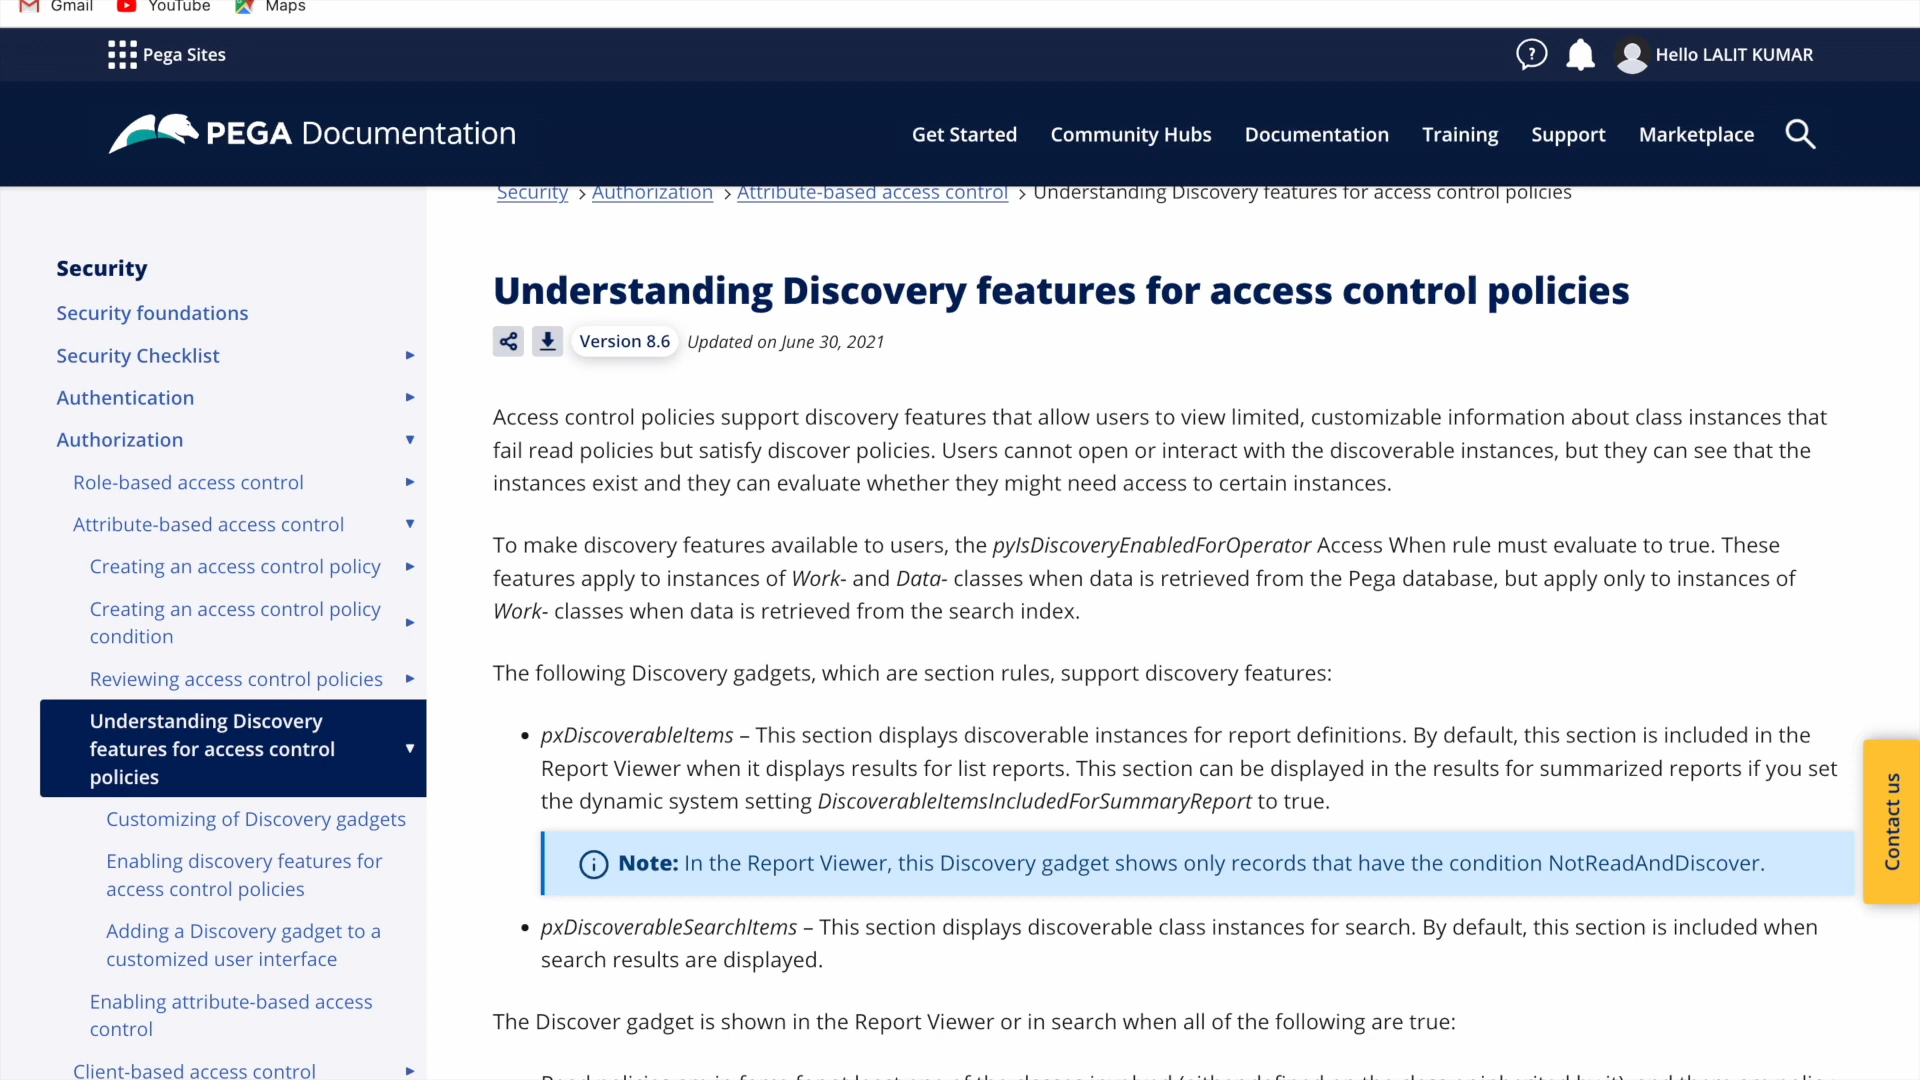 Gmail YouTube Maps
Pega Sites
Hello LALIT KUMAR
PEGA Documentation
Get Started Community Hubs Documentation Training Support Marketplace
Security > Authorization > Attribute-based access control > Understanding Discovery features for access control policies
Security
Security foundations
Security Checklist
Authentication
Authorization
Role-based access control
Attribute-based access control
Creating an access control policy
Creating an access control policy
condition
Reviewing access control policies
Understanding Discovery
features for access control
policies
Customizing of Discovery gadgets
Enabling discovery features for
access control policies
Adding a Discovery gadget to a
customized user interface
Enabling attribute-based access
control
Client-based access control
Understanding Discovery features for access control policies
Version 8.6 Updated on June 30, 2021
Access control policies support discovery features that allow users to view limited, customizable information about class instances that
fail read policies but satisfy discover policies. Users cannot open or interact with the discoverable instances, but they can see that the
instances exist and they can evaluate whether they might need access to certain instances.
To make discovery features available to users, the pyIsDiscoveryEnabledForOperator Access When rule must evaluate to true. These
features apply to instances of Work- and Data- classes when data is retrieved from the Pega database, but apply only to instances of
Work- classes when data is retrieved from the search index.
The following Discovery gadgets, which are section rules, support discovery features:
• pxDiscoverableItems – This section displays discoverable instances for report definitions. By default, this section is included in the
Report Viewer when it displays results for list reports. This section can be displayed in the results for summarized reports if you set
the dynamic system setting DiscoverableItemsIncludedForSummaryReport to true.
Note: In the Report Viewer, this Discovery gadget shows only records that have the condition NotReadAndDiscover.
• pxDiscoverableSearchItems – This section displays discoverable class instances for search. By default, this section is included when
search results are displayed.
The Discover gadget is shown in the Report Viewer or in search when all of the following are true:
Contact us